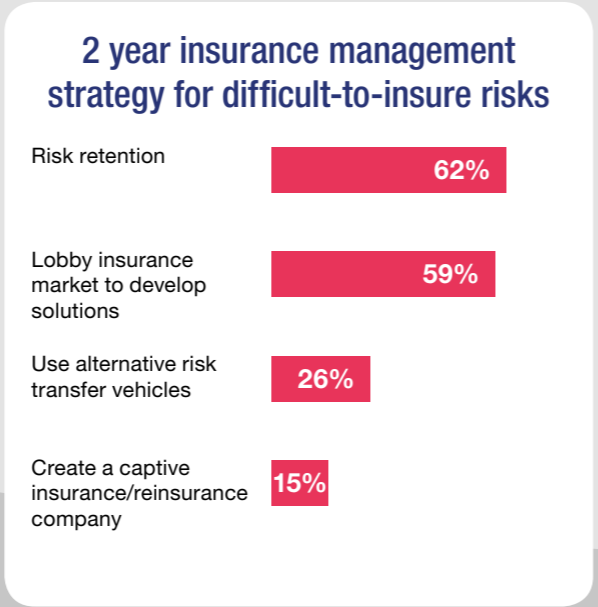 2 year insurance management
strategy for difficult-to-insure risks
Risk retention
62%
Lobby insurance
market to develop
solutions
59%
Use alternative risk
transfer vehicles
26%
Create a captive
insurance/reinsurance
company
15%